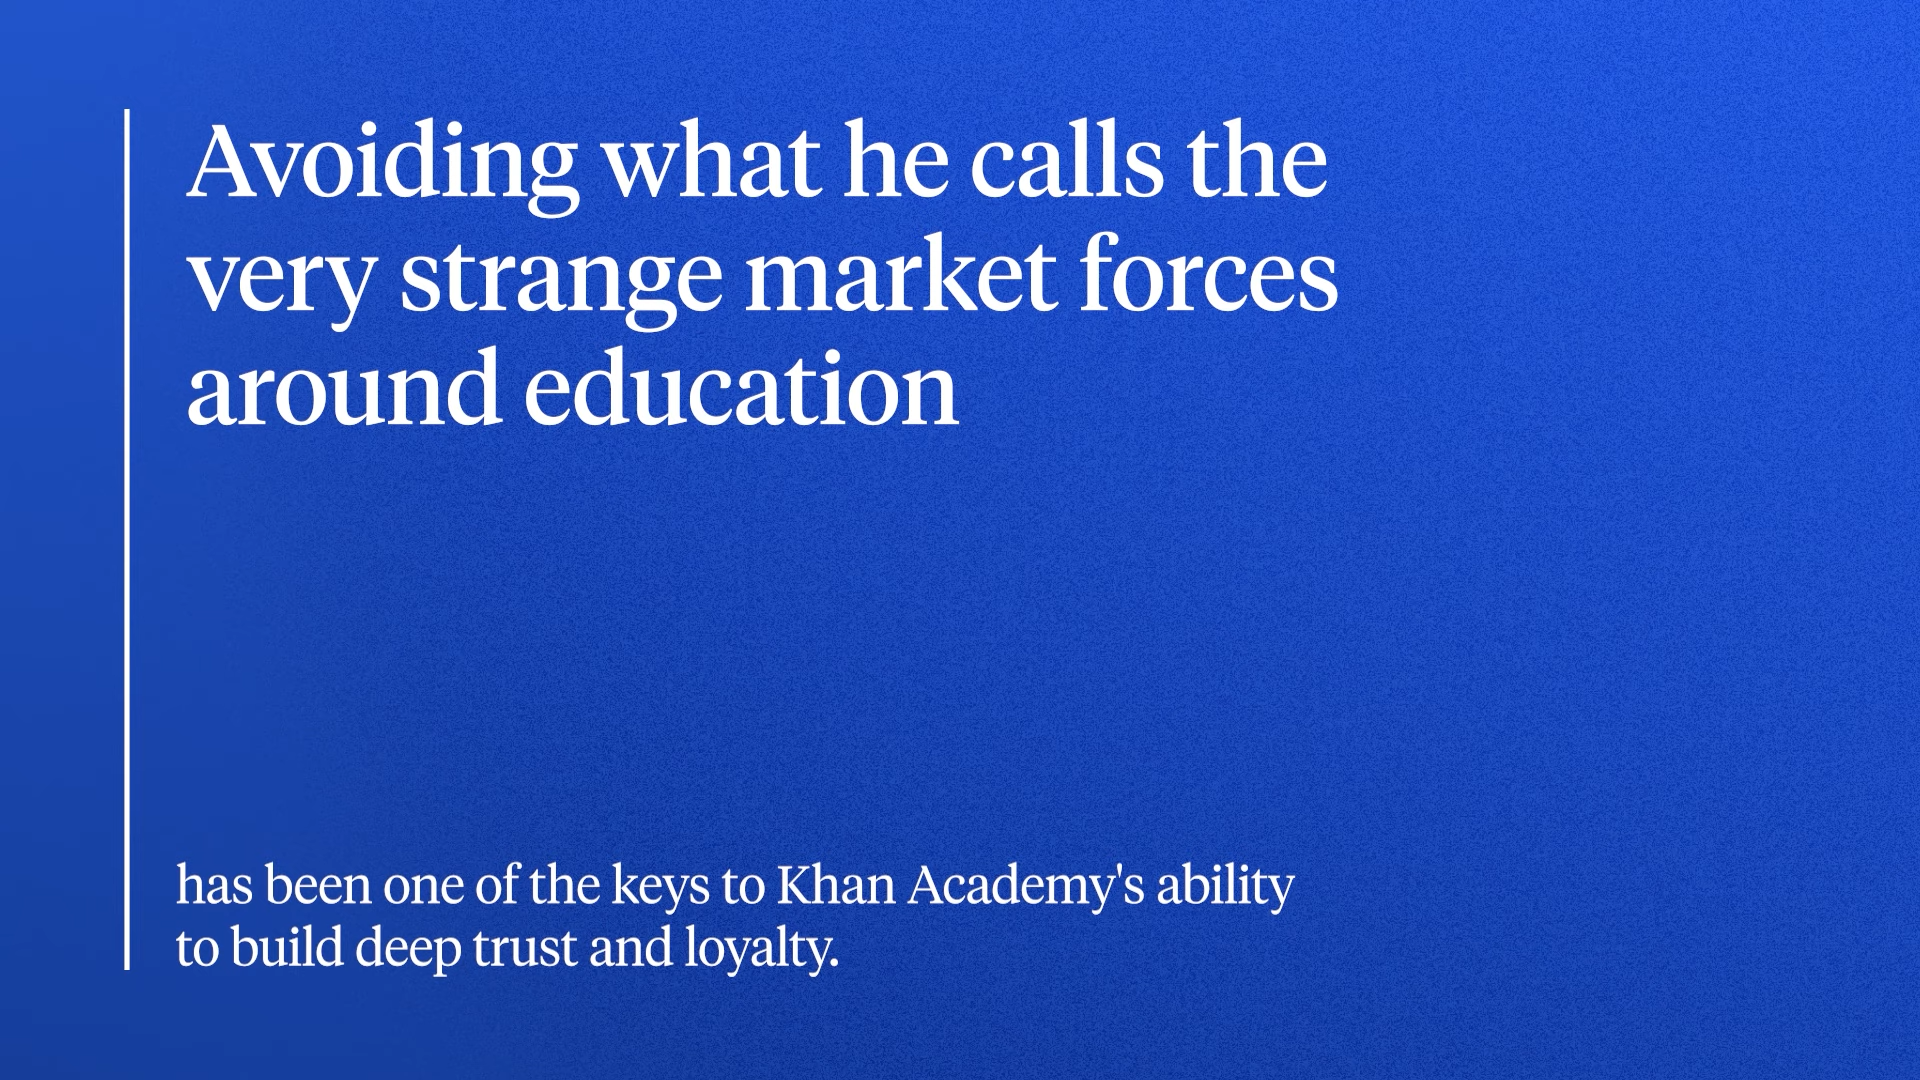 Avoiding what he calls the
very strange market forces
around education
has been one of the keys to Khan Academy's ability
to build deep trust and loyalty.